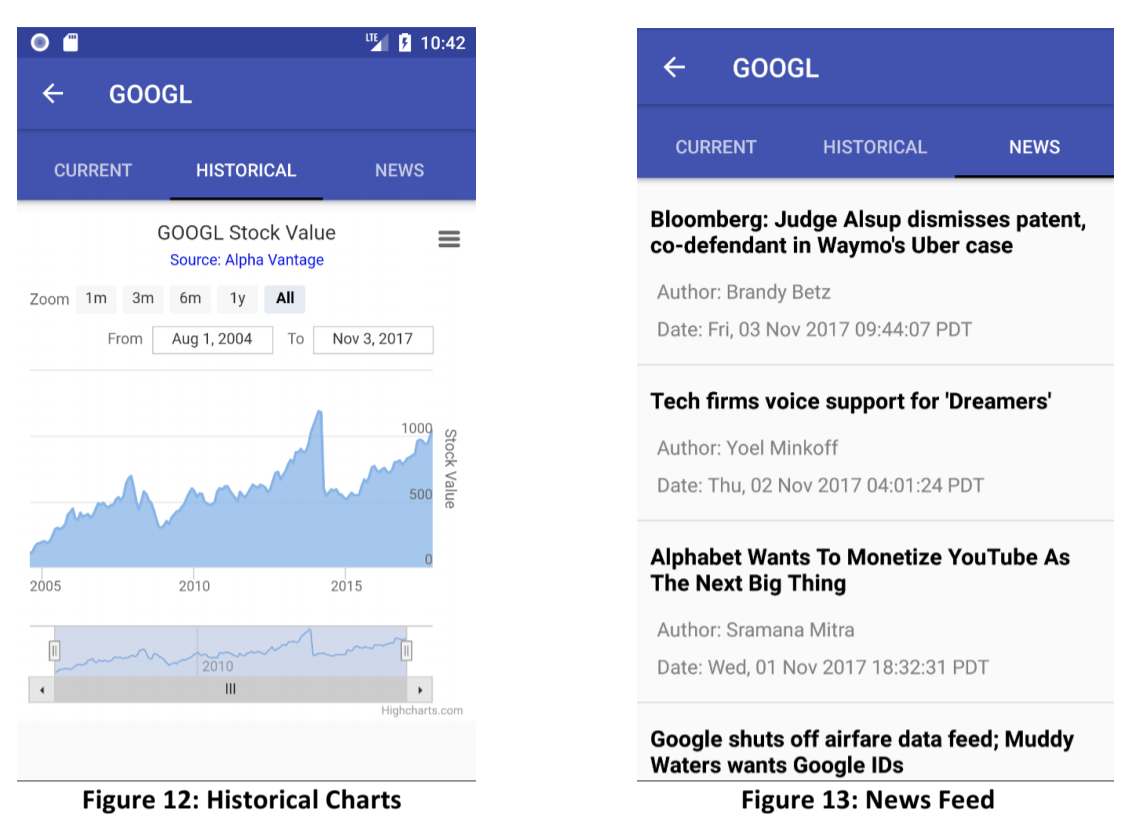 LTE 10:42
GOOGL
CURRENT HISTORICAL NEWS
GOOGL Stock Value
Source: Alpha Vantage
Zoom 1m 3m 6m 1y All
From Aug 1, 2004 To Nov 3, 2017
1000
500
0
Stock Value
2005 2010 2015
2010
Highcharts.com
Figure 12: Historical Charts
GOOGL
CURRENT HISTORICAL NEWS
Bloomberg: Judge Alsup dismisses patent,
co-defendant in Waymo's Uber case
Author: Brandy Betz
Date: Fri, 03 Nov 2017 09:44:07 PDT
Tech firms voice support for 'Dreamers'
Author: Yoel Minkoff
Date: Thu, 02 Nov 2017 04:01:24 PDT
Alphabet Wants To Monetize YouTube As
The Next Big Thing
Author: Sramana Mitra
Date: Wed, 01 Nov 2017 18:32:31 PDT
Google shuts off airfare data feed; Muddy
Waters wants Google IDs
Figure 13: News Feed